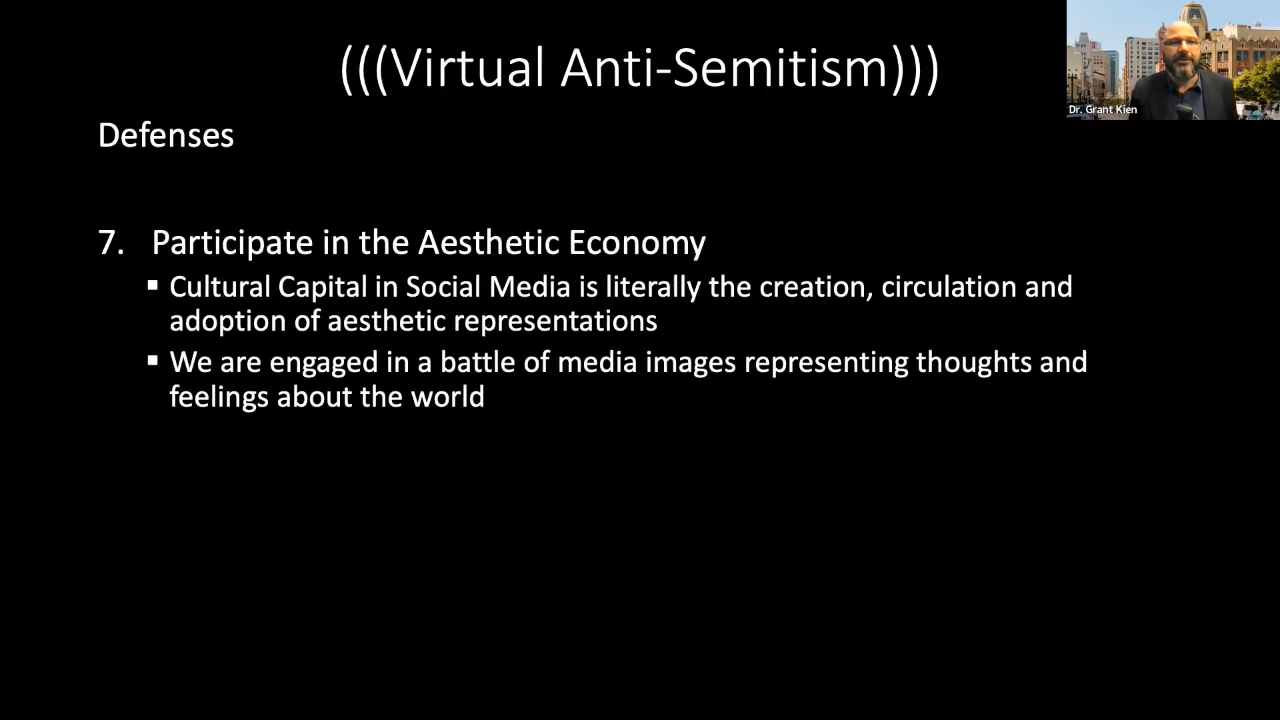 (((Virtual Anti-Semitism)))
Dr. Grant Kien
Defenses
7. Participate in the Aesthetic Economy
▪ Cultural Capital in Social Media is literally the creation, circulation and
adoption of aesthetic representations
▪ We are engaged in a battle of media images representing thoughts and
feelings about the world